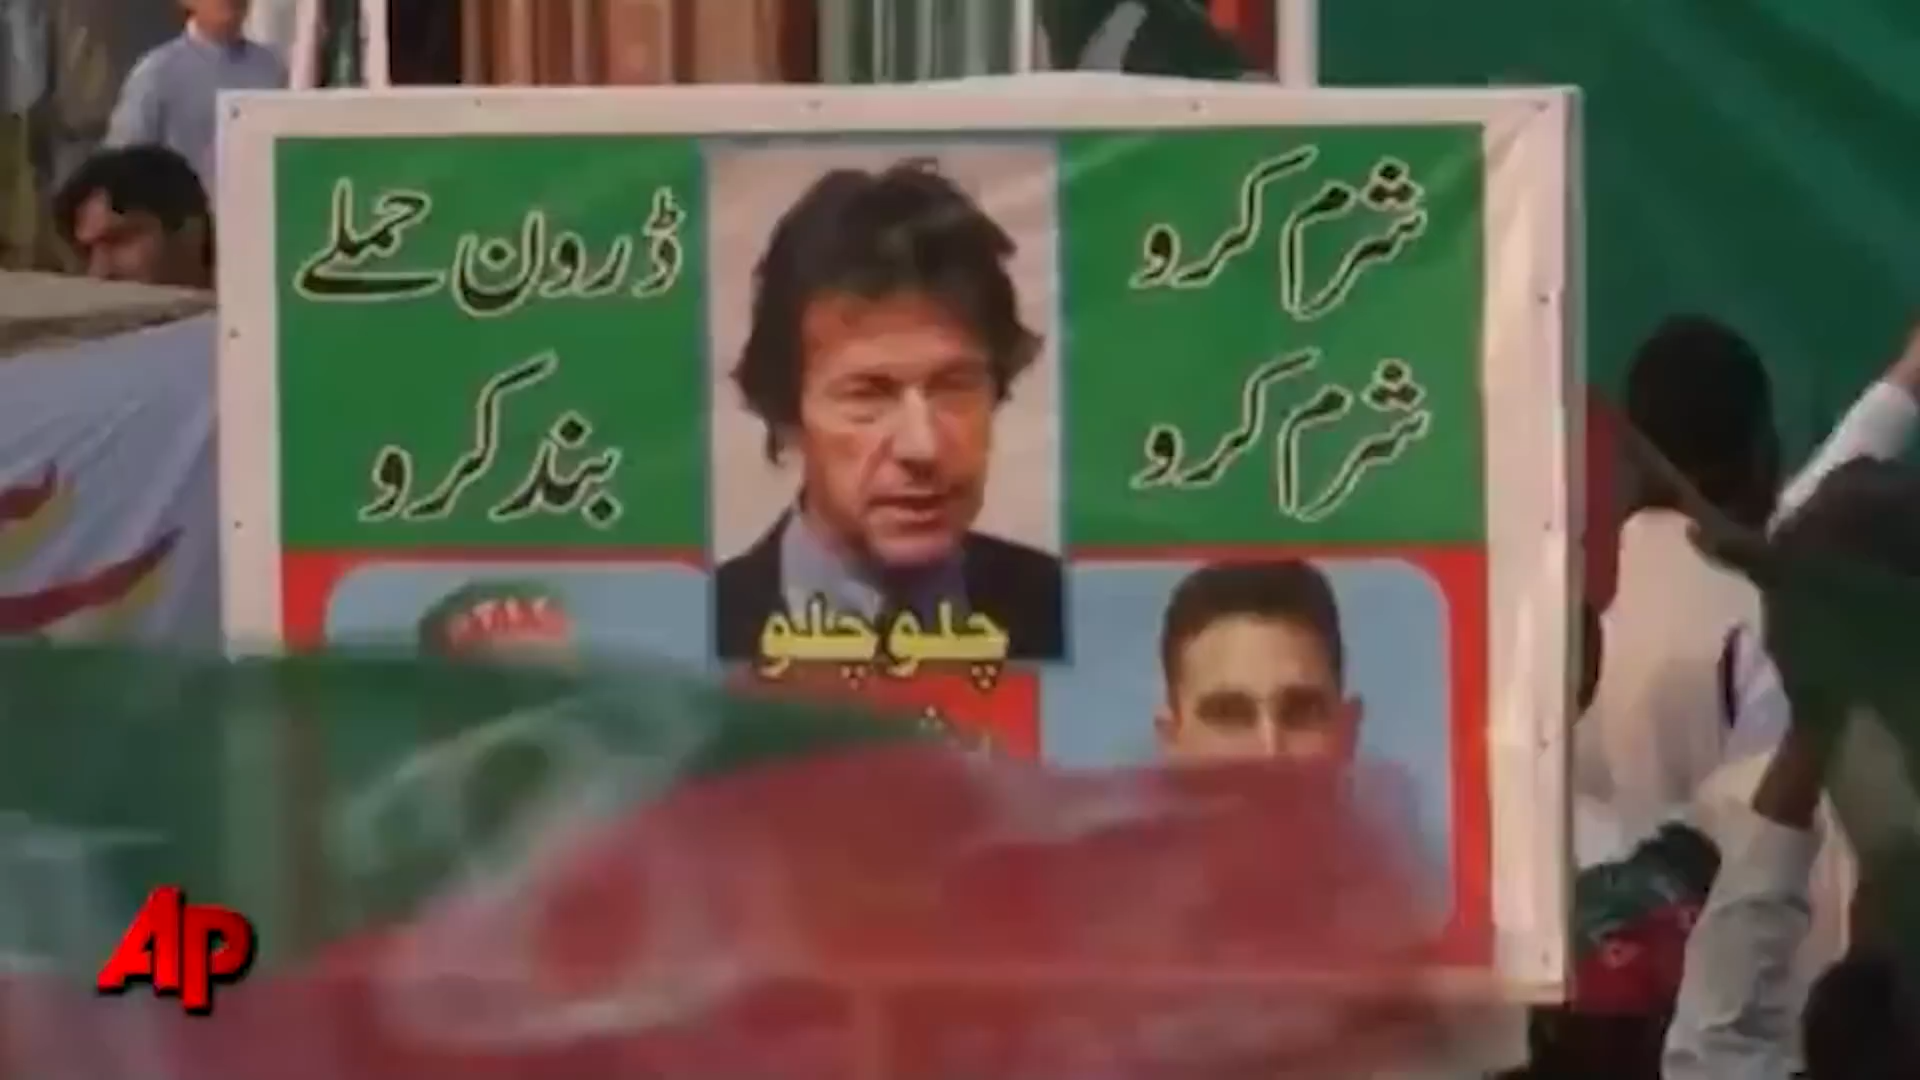 شرم کرو
شرم کرو
ڈرون حملے
بند کرو
چلو چلو
AP